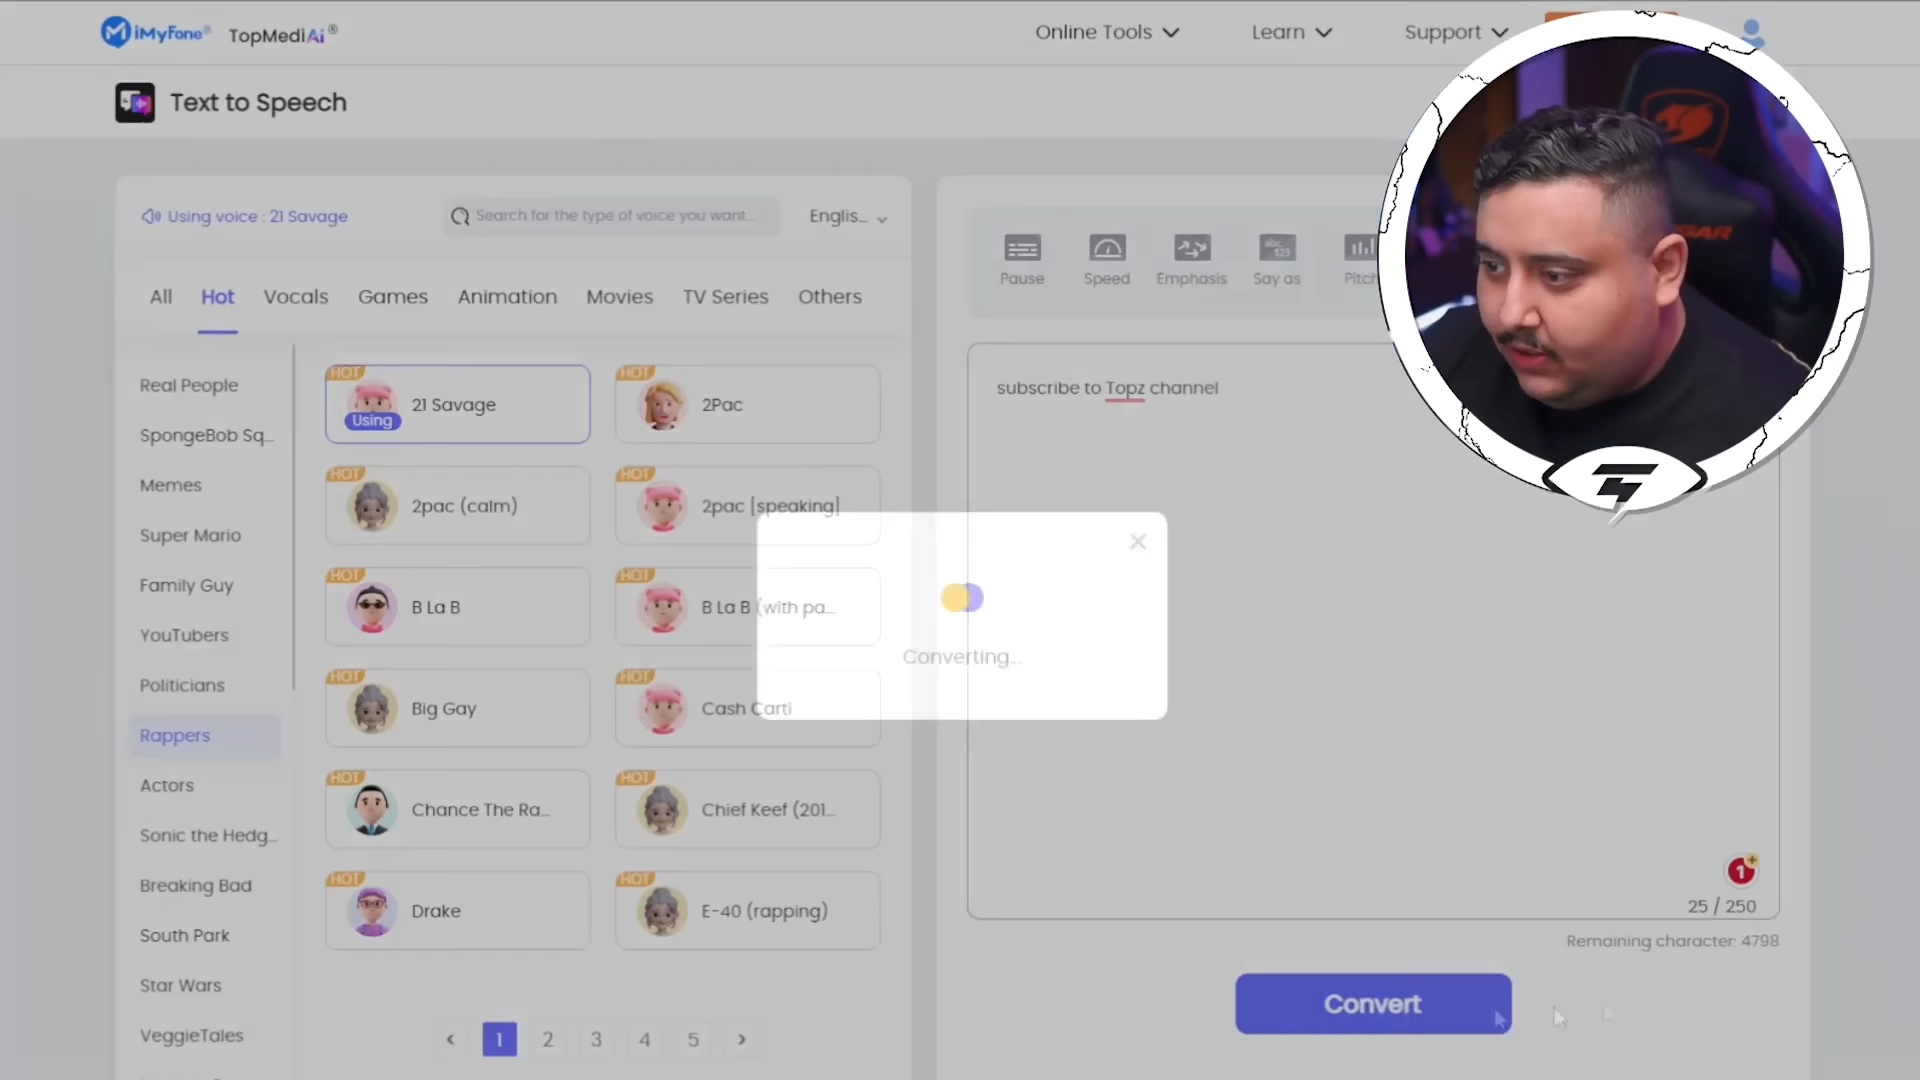 iMyFone® TopMediAi®
Online Tools
Learn
Support
Text to Speech
Using voice : 21 Savage
Search for the type of voice you want...
Englis...
All
Hot
Vocals
Games
Animation
Movies
TV Series
Others
Real People
SpongeBob Sq...
Memes
Super Mario
Family Guy
YouTubers
Politicians
Rappers
Actors
Sonic the Hedg...
Breaking Bad
South Park
Star Wars
VeggieTales
HOT
21 Savage
Using
HOT
2Pac
HOT
2pac (calm)
HOT
2pac [speaking]
HOT
B La B
HOT
B La B (with pa...
HOT
Big Gay
HOT
Cash Carti
HOT
Chance The Ra...
HOT
Chief Keef (201...
HOT
Drake
HOT
E-40 (rapping)
1
2
3
4
5
Pause
Speed
Emphasis
abc
123
Say as
Pitch
subscribe to Topz channel
Converting...
1
25 / 250
Remaining character: 4798
Convert